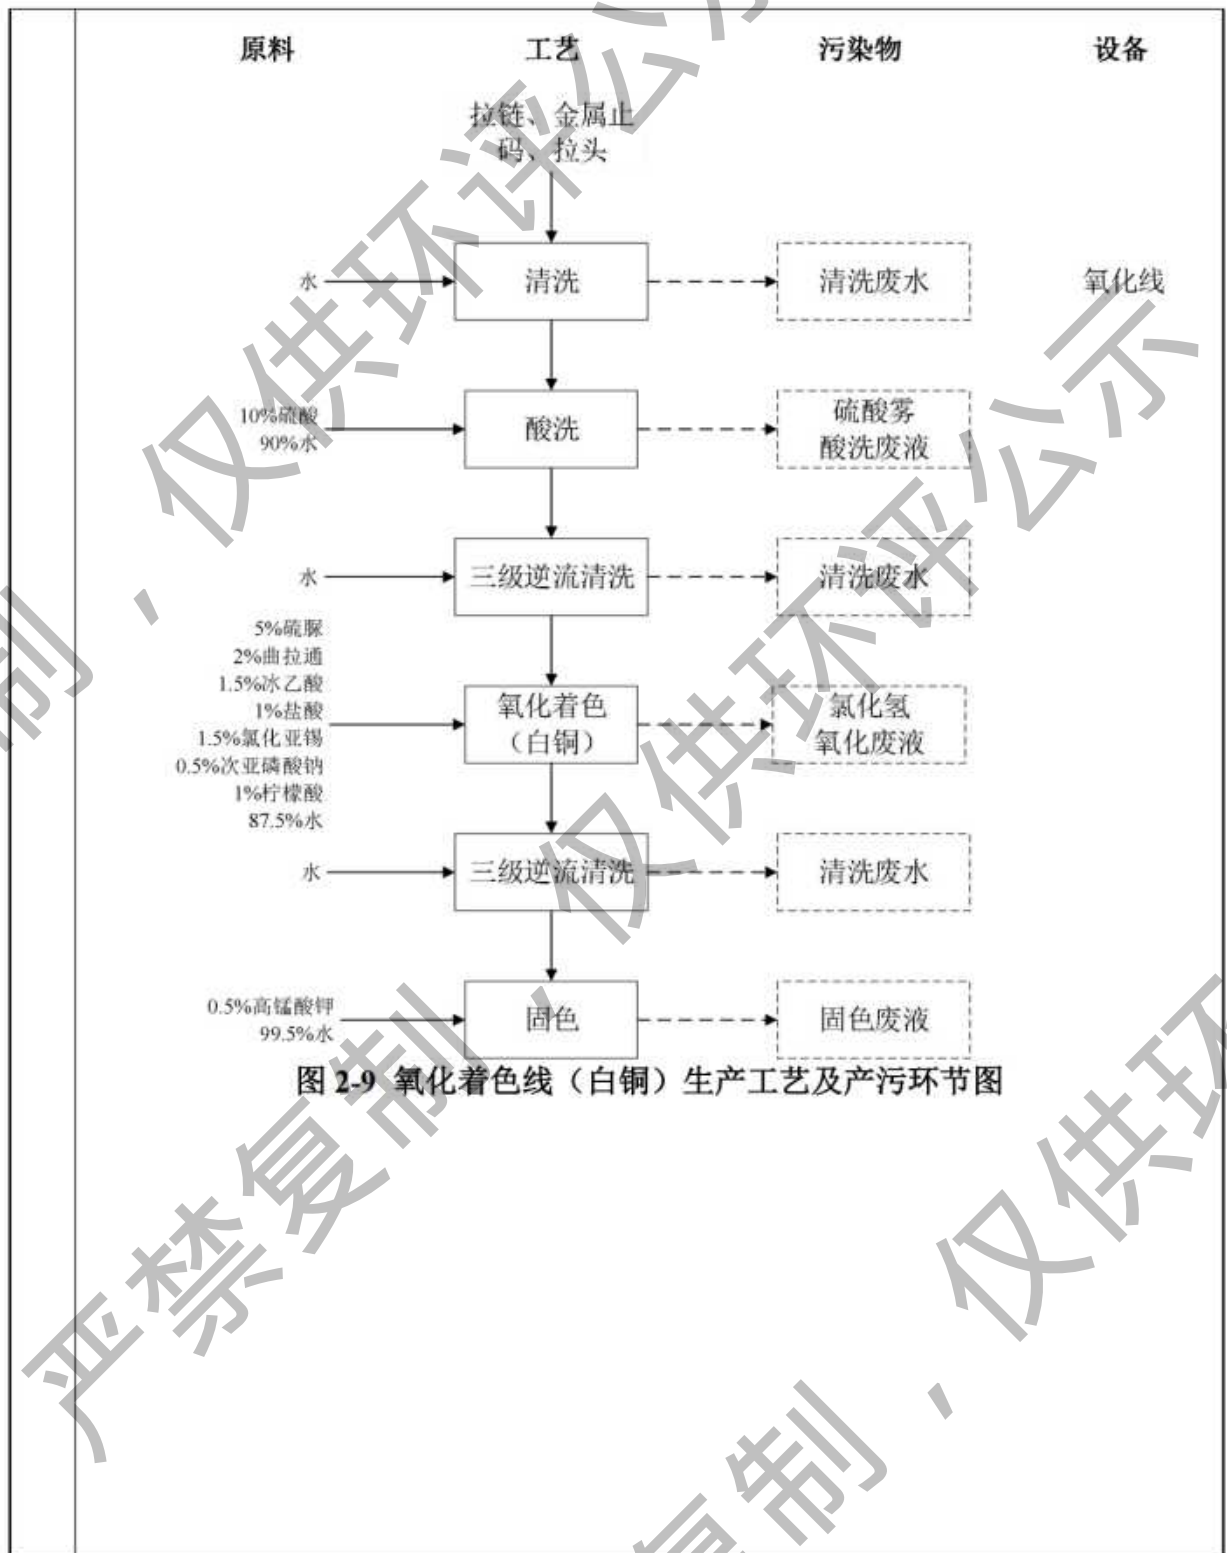 原料 工艺 污染物 设备
拉链、金属止
码、拉头
水 清洗 清洗废水 氧化线
10%硫酸
90%水
酸洗
硫酸雾
酸洗废液
水 三级逆流清洗 清洗废水
5%硫脲
2%曲拉通
1.5%冰乙酸
1%盐酸
1.5%氯化亚锡
0.5%次亚磷酸钠
1%柠檬酸
87.5%水
氧化着色
（白铜）
氯化氢
氧化废液
水 三级逆流清洗 清洗废水
0.5%高锰酸钾
99.5%水
固色 固色废液
图 2-9 氧化着色线（白铜）生产工艺及产污环节图
严禁复制，仅供环评公示
制，仅供环评公示
复制，仅供环